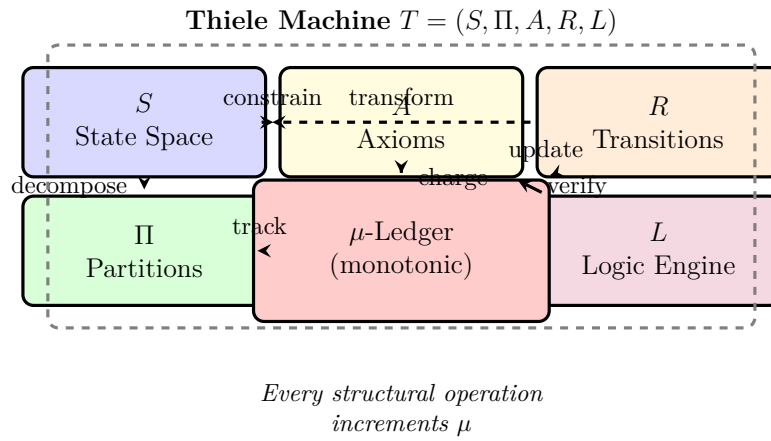 Thiele Machine T = (S, Π, A, R, L)
S
State Space
constrain
transform
A
Axioms
R
Transitions
update
decompose
charge
verify
Π
Partitions
track
μ-Ledger
(monotonic)
L
Logic Engine
Every structural operation
increments μ